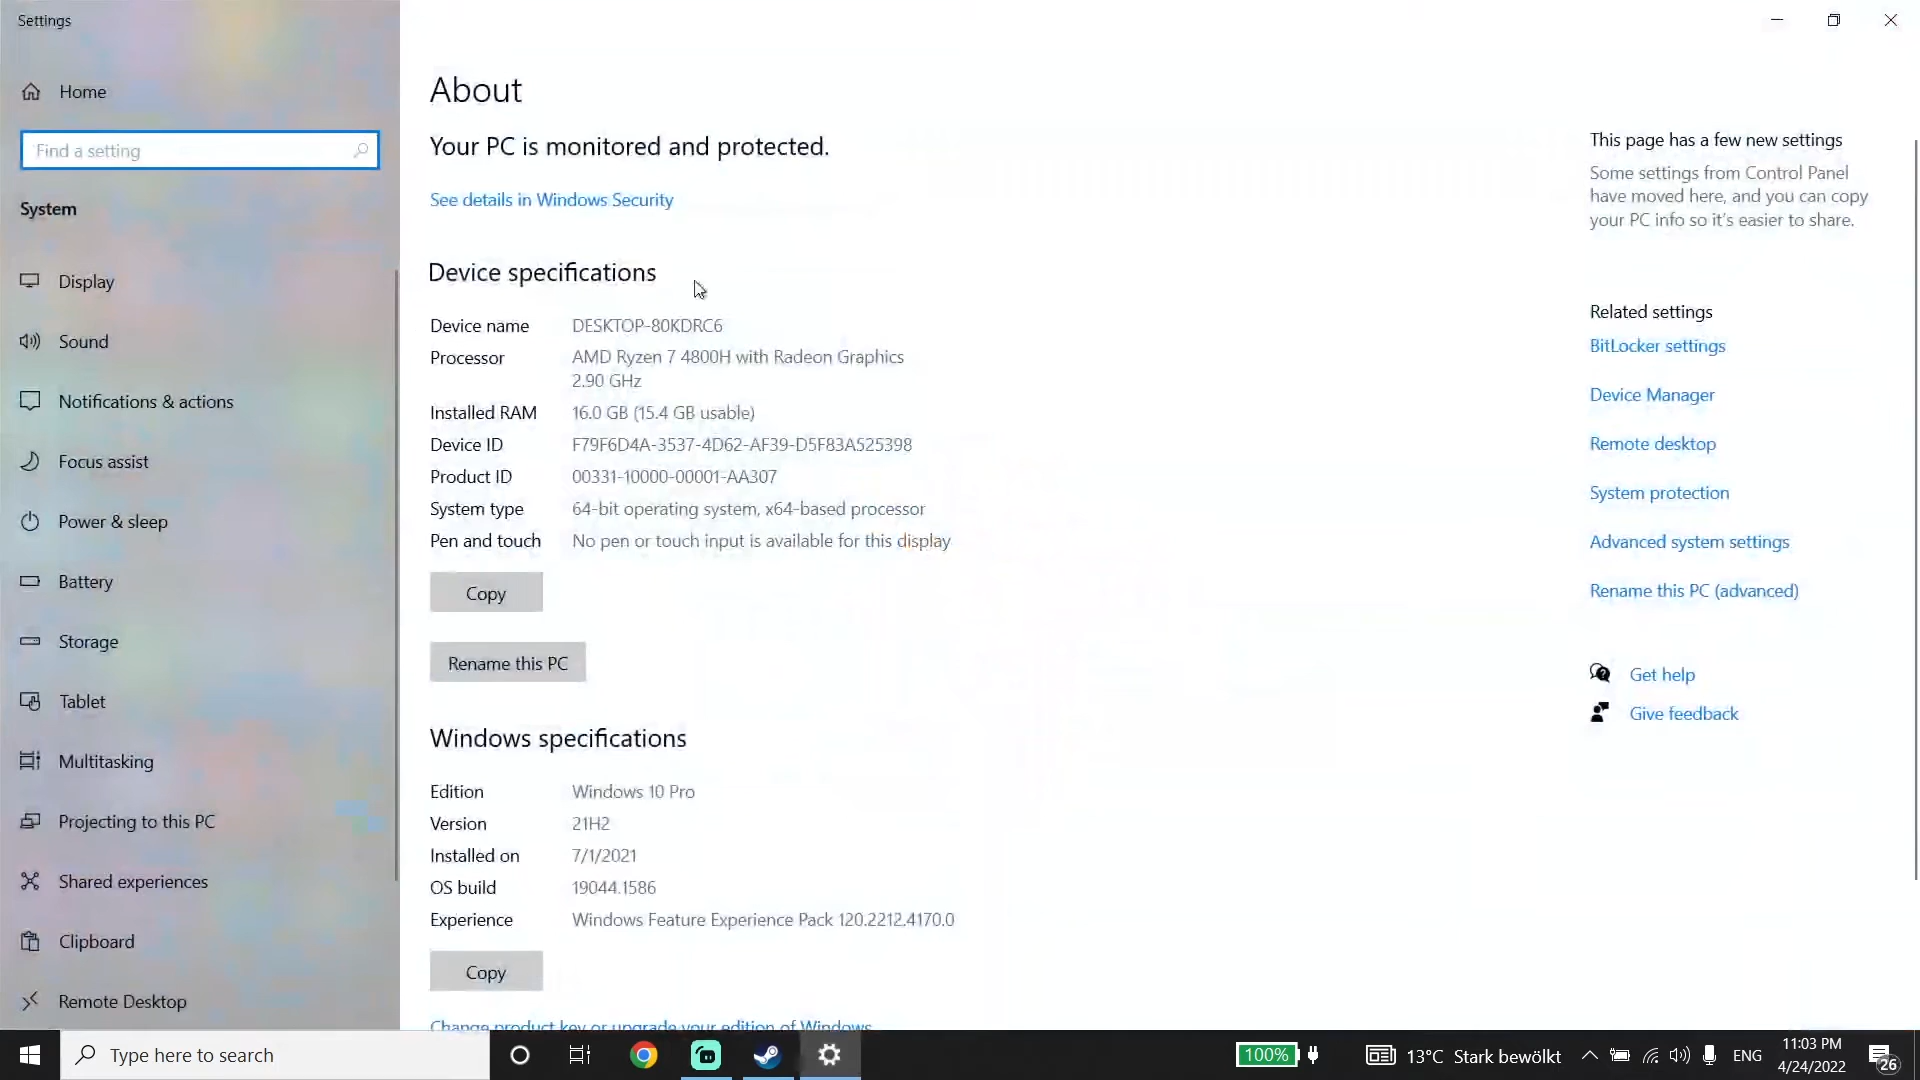 Settings
Home
Find a setting
System
Display
Sound
Notifications & actions
Focus assist
Power & sleep
Battery
Storage
Tablet
Multitasking
Projecting to this PC
Shared experiences
Clipboard
Remote Desktop
About
Your PC is monitored and protected.
See details in Windows Security
Device specifications
Device name DESKTOP-80KDRC6
Processor AMD Ryzen 7 4800H with Radeon Graphics
2.90 GHz
Installed RAM 16.0 GB (15.4 GB usable)
Device ID F79F6D4A-3537-4D62-AF39-D5F83A525398
Product ID 00331-10000-00001-AA307
System type 64-bit operating system, x64-based processor
Pen and touch No pen or touch input is available for this display
Copy
Rename this PC
Windows specifications
Edition Windows 10 Pro
Version 21H2
Installed on 7/1/2021
OS build 19044.1586
Experience Windows Feature Experience Pack 120.2212.4170.0
Copy
Change product key or upgrade your edition of Windows
This page has a few new settings
Some settings from Control Panel
have moved here, and you can copy
your PC info so it's easier to share.
Related settings
BitLocker settings
Device Manager
Remote desktop
System protection
Advanced system settings
Rename this PC (advanced)
Get help
Give feedback
Type here to search
100%
13°C Stark bewölkt
ENG
11:03 PM
4/24/2022
26